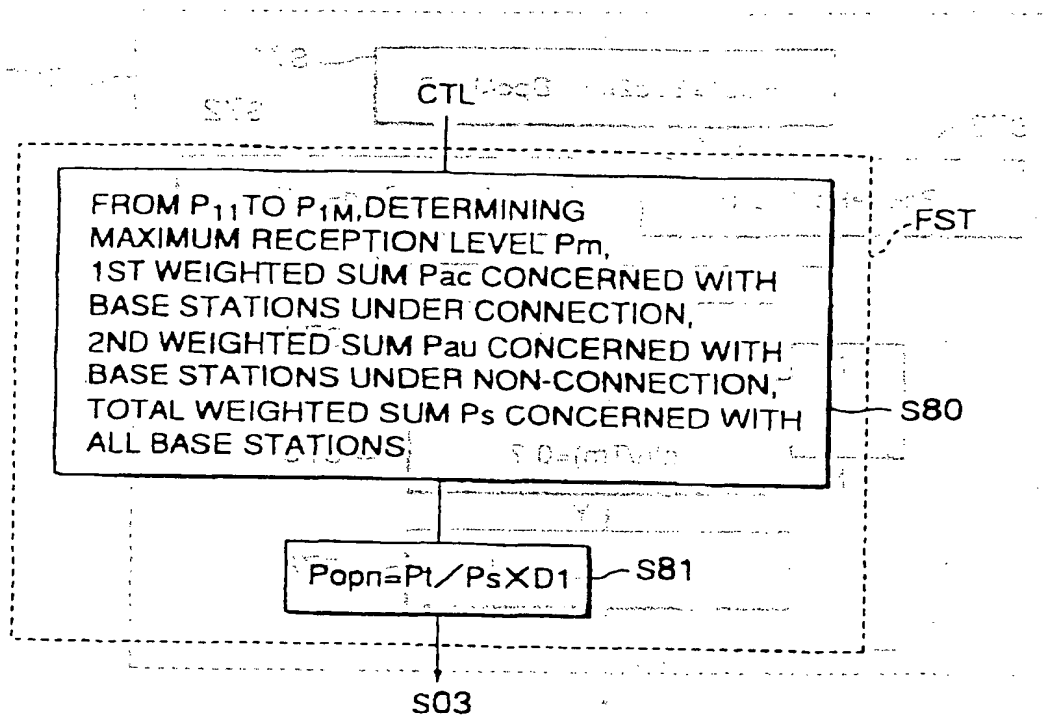 CTL
FROM P11 TO P1M, DETERMINING
MAXIMUM RECEPTION LEVEL Pm,
1ST WEIGHTED SUM Pac CONCERNED WITH
BASE STATIONS UNDER CONNECTION,
2ND WEIGHTED SUM Pau CONCERNED WITH
BASE STATIONS UNDER NON-CONNECTION,
TOTAL WEIGHTED SUM Ps CONCERNED WITH
ALL BASE STATIONS
FST
S80
Popn=Pt/Ps×D1
S81
S03